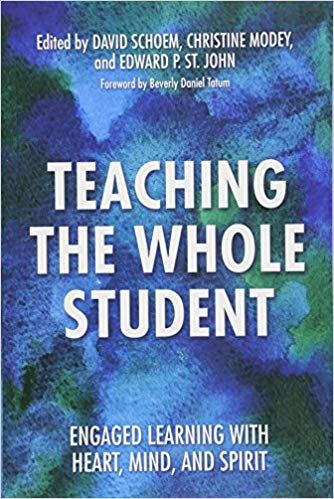 Edited by DAVID SCHOEM, CHRISTINE MODEY,
and EDWARD P. ST. JOHN
Foreword by Beverly Daniel Tatum
TEACHING
THE WHOLE
STUDENT
ENGAGED LEARNING WITH
HEART, MIND, AND SPIRIT